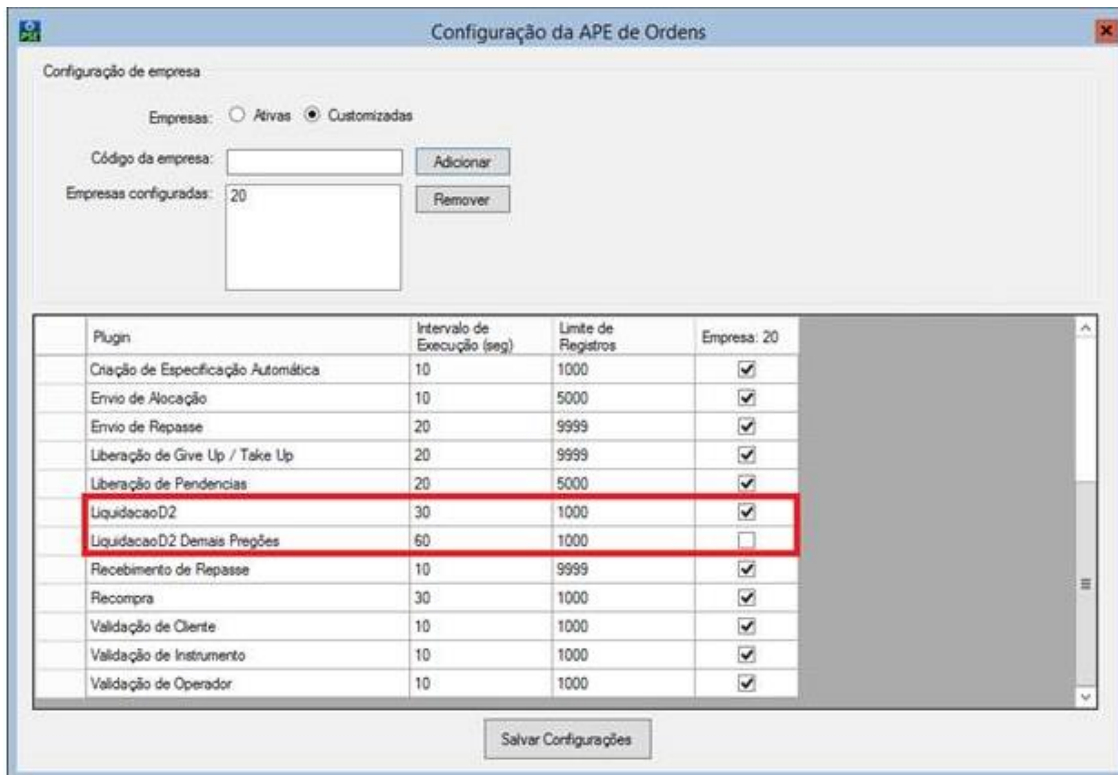 Configuração da APE de Ordens
Configuração de empresa
Empresas: Ativas Customizadas
Código da empresa: Adicionar
Empresas configuradas: 20 Remover
Plugin Intervalo de Execução (seg) Limite de Registros Empresa: 20
Criação de Especificação Automática 10 1000
Envio de Alocação 10 5000
Envio de Repasse 20 9999
Liberação de Give Up / Take Up 20 9999
Liberação de Pendencias 20 5000
LiquidacaoD2 30 1000
LiquidacaoD2 Demais Pregões 60 1000
Recebimento de Repasse 10 9999
Recompra 30 1000
Validação de Cliente 10 1000
Validação de Instrumento 10 1000
Validação de Operador 10 1000
Salvar Configurações